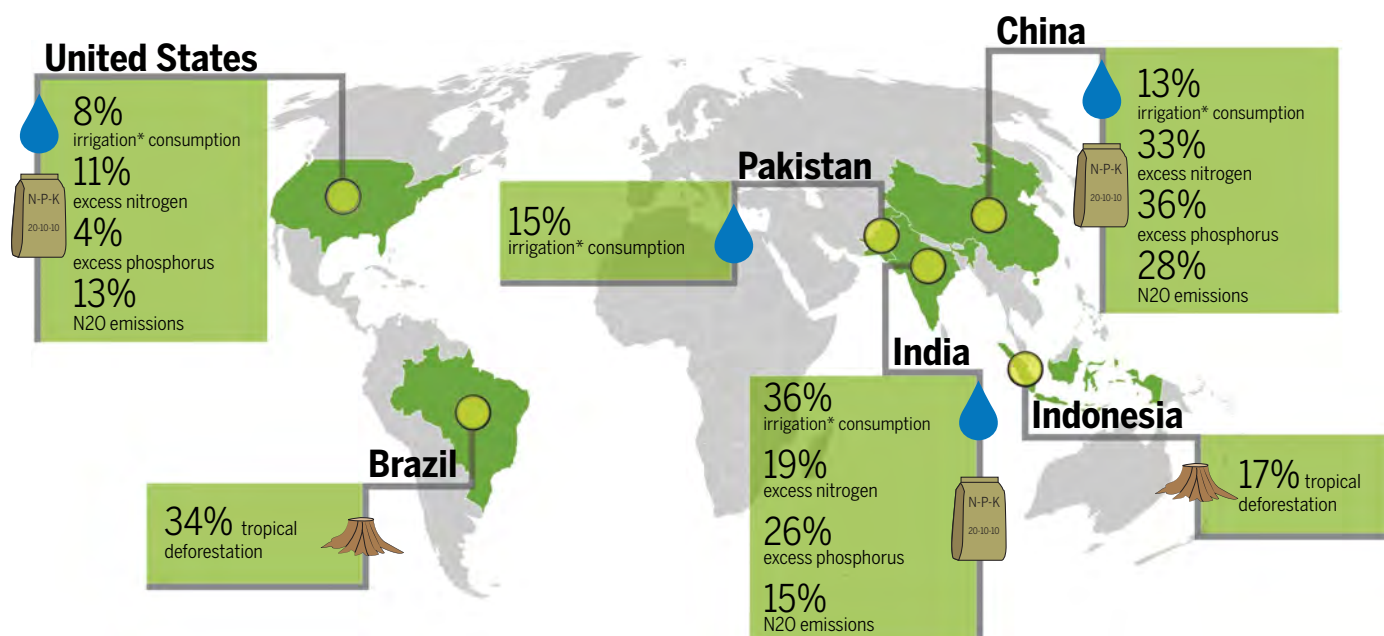 United States
8%
irrigation* consumption
11%
excess nitrogen
4%
excess phosphorus
13%
N2O emissions
N-P-K
20-10-10
China
13%
irrigation* consumption
33%
excess nitrogen
36%
excess phosphorus
28%
N2O emissions
N-P-K
20-10-10
Pakistan
15%
irrigation* consumption
India
36%
irrigation* consumption
19%
excess nitrogen
26%
excess phosphorus
15%
N2O emissions
N-P-K
20-10-10
Indonesia
17% tropical
deforestation
Brazil
34% tropical
deforestation